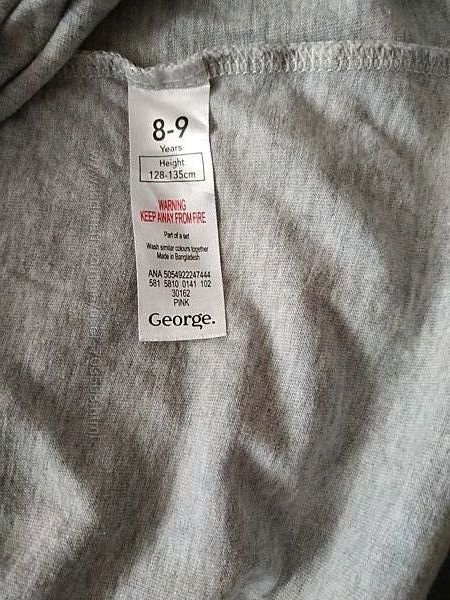 8-9
Years
Height
128-135cm
WARNING
KEEP AWAY FROM FIRE
Part of a set
Wash similar colours together
Made in Bangladesh
ANA 5054922247444
581 5810 0141 102
30162
PINK
George.